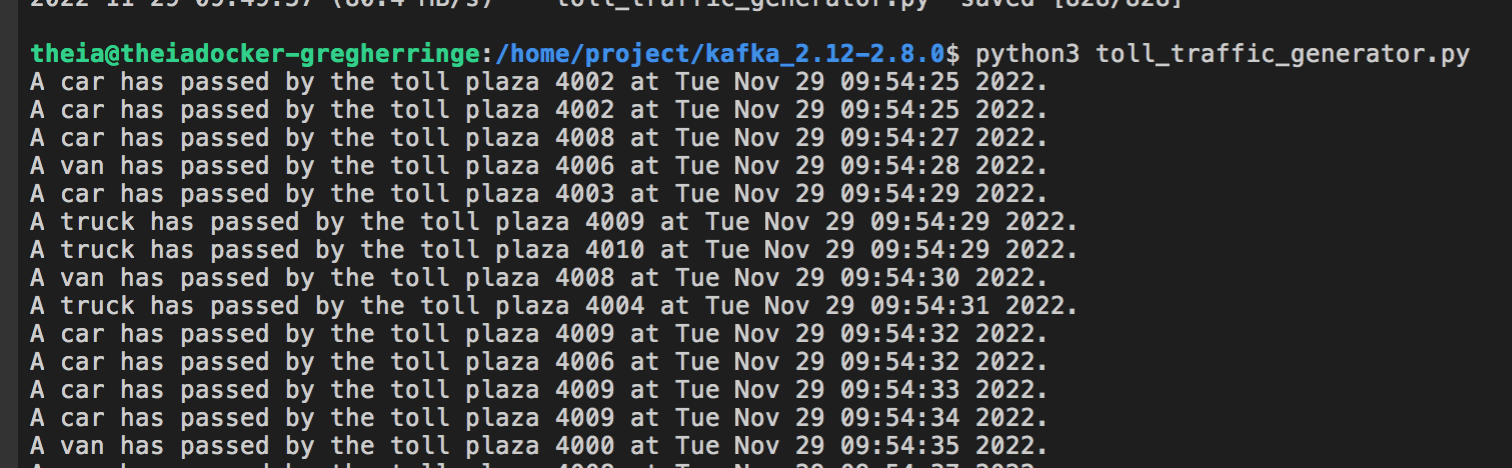 2022-11-29 09:49:37 (80.4 MB/s) toll_traffic_generator.py saved [828/828]
theia@theiadocker-gregherringe:/home/project/kafka_2.12-2.8.0$ python3 toll_traffic_generator.py
A car has passed by the toll plaza 4002 at Tue Nov 29 09:54:25 2022.
A car has passed by the toll plaza 4002 at Tue Nov 29 09:54:25 2022.
A car has passed by the toll plaza 4008 at Tue Nov 29 09:54:27 2022.
A van has passed by the toll plaza 4006 at Tue Nov 29 09:54:28 2022.
A car has passed by the toll plaza 4003 at Tue Nov 29 09:54:29 2022.
A truck has passed by the toll plaza 4009 at Tue Nov 29 09:54:29 2022.
A truck has passed by the toll plaza 4010 at Tue Nov 29 09:54:29 2022.
A van has passed by the toll plaza 4008 at Tue Nov 29 09:54:30 2022.
A truck has passed by the toll plaza 4004 at Tue Nov 29 09:54:31 2022.
A car has passed by the toll plaza 4009 at Tue Nov 29 09:54:32 2022.
A car has passed by the toll plaza 4006 at Tue Nov 29 09:54:32 2022.
A car has passed by the toll plaza 4009 at Tue Nov 29 09:54:33 2022.
A car has passed by the toll plaza 4009 at Tue Nov 29 09:54:34 2022.
A van has passed by the toll plaza 4000 at Tue Nov 29 09:54:35 2022.